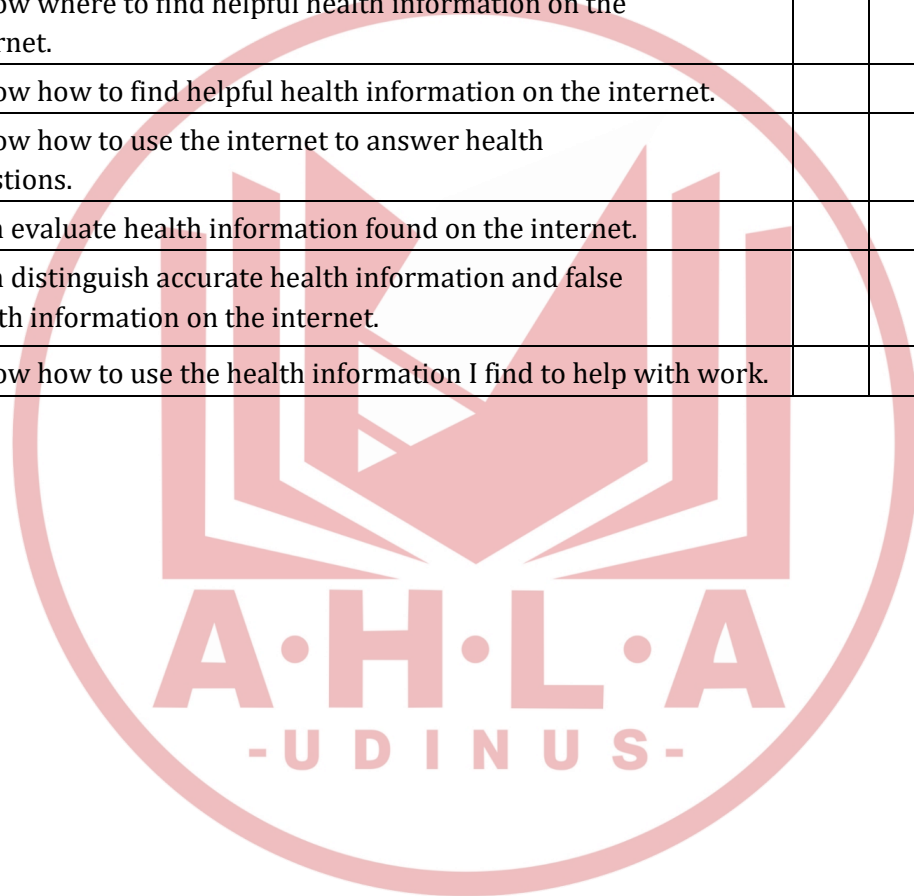 ow where to find helpful health information on the
rnet.
ow how to find helpful health information on the internet.
ow how to use the internet to answer health
stions.
n evaluate health information found on the internet.
n distinguish accurate health information and false
th information on the internet.
ow how to use the health information I find to help with work.
A·H·L·A
-UDINUS-